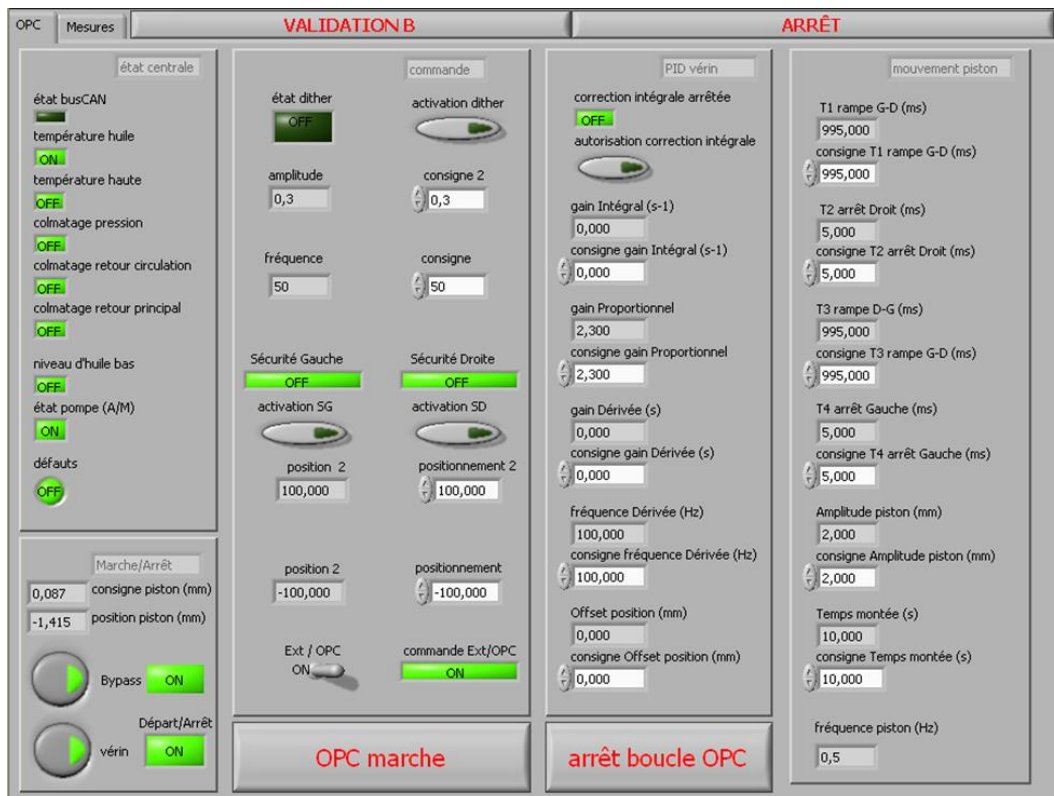 OPC
Mesures
VALIDATION B
ARRÊT
état centrale
état busCAN
température huile
ON
température haute
OFF
colmatage pression
OFF
colmatage retour circulation
OFF
colmatage retour principal
OFF
niveau d'huile bas
OFF
état pompe (A/M)
ON
défauts
OFF
Marche/Arrêt
0,087 consigne piston (mm)
-1,415 position piston (mm)
Bypass ON
Départ/Arrêt
vérin ON
commande
état dither
OFF
activation dither
amplitude
0,3
consigne 2
0,3
fréquence
50
consigne
50
Sécurité Gauche
OFF
Sécurité Droite
OFF
activation SG
activation SD
position 2
100,000
positionnement 2
100,000
position 2
-100,000
positionnement
-100,000
Ext / OPC
ON
commande Ext/OPC
ON
OPC marche
PID vérin
correction intégrale arrêtée
OFF
autorisation correction intégrale
gain Intégral (s-1)
0,000
consigne gain Intégral (s-1)
0,000
gain Proportionnel
2,300
consigne gain Proportionnel
2,300
gain Dérivée (s)
0,000
consigne gain Dérivée (s)
0,000
fréquence Dérivée (Hz)
100,000
consigne fréquence Dérivée (Hz)
100,000
Offset position (mm)
0,000
consigne Offset position (mm)
0,000
arrêt boucle OPC
mouvement piston
T1 rampe G-D (ms)
995,000
consigne T1 rampe G-D (ms)
995,000
T2 arrêt Droit (ms)
5,000
consigne T2 arrêt Droit (ms)
5,000
T3 rampe D-G (ms)
995,000
consigne T3 rampe G-D (ms)
995,000
T4 arrêt Gauche (ms)
5,000
consigne T4 arrêt Gauche (ms)
5,000
Amplitude piston (mm)
2,000
consigne Amplitude piston (mm)
2,000
Temps montée (s)
10,000
consigne Temps montée (s)
10,000
fréquence piston (Hz)
0,5